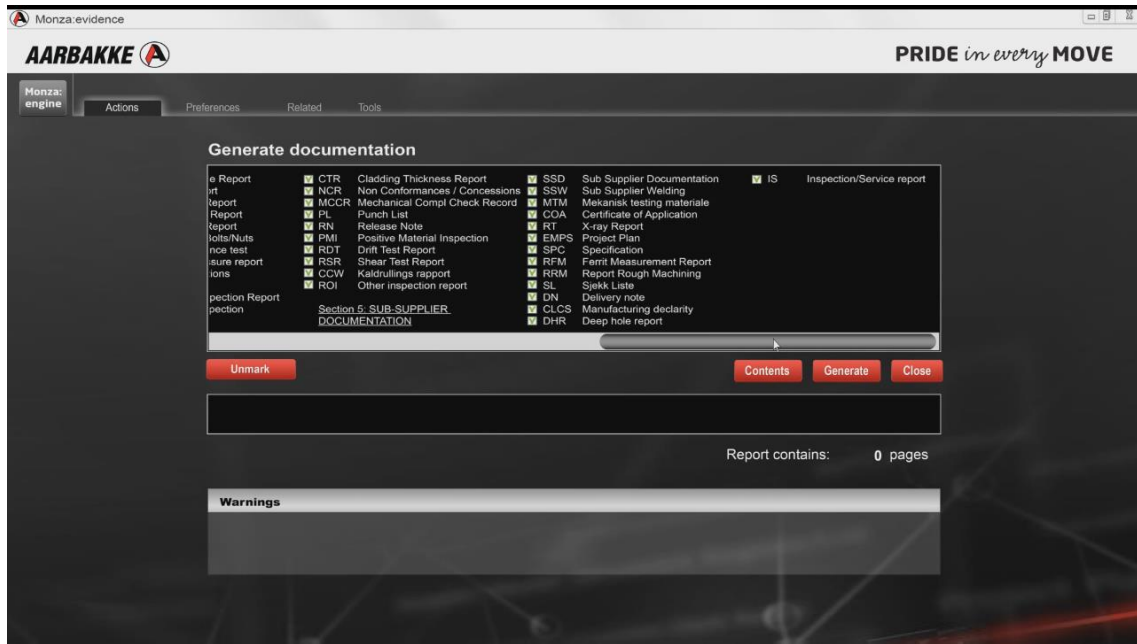 Monza:evidence
AARBAKKE A
PRIDE in every MOVE
Monza:
engine
Actions
Preferences
Related
Tools
Generate documentation
e Report
ort
Report
Report
Report
Bolts/Nuts
nce test
ssure report
ions
pection Report
pection
CTR Cladding Thickness Report
NCR Non Conformances / Concessions
MCCR Mechanical Compl Check Record
PL Punch List
RN Release Note
PMI Positive Material Inspection
RDT Drift Test Report
RSR Shear Test Report
CCW Kaldrullings rapport
ROI Other inspection report
Section 5: SUB-SUPPLIER
DOCUMENTATION
SSD Sub Supplier Documentation
SSW Sub Supplier Welding
MTM Mekanisk testing materiale
COA Certificate of Application
RT X-ray Report
EMPS Project Plan
SPC Specification
RFM Ferrit Measurement Report
RRM Report Rough Machining
SL Sjekk Liste
DN Delivery note
CLCS Manufacturing declarity
DHR Deep hole report
IS Inspection/Service report
Unmark
Contents
Generate
Close
Report contains: 0 pages
Warnings